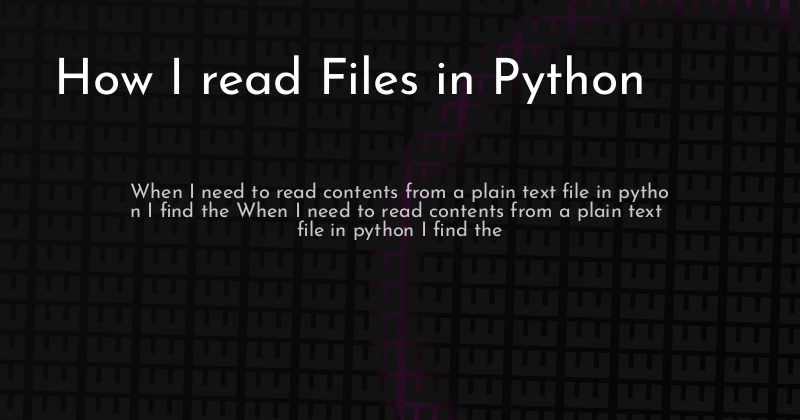 How I read Files in Python
When I need to read contents from a plain text file in pytho
n I find the When I need to read contents from a plain text
file in python I find the